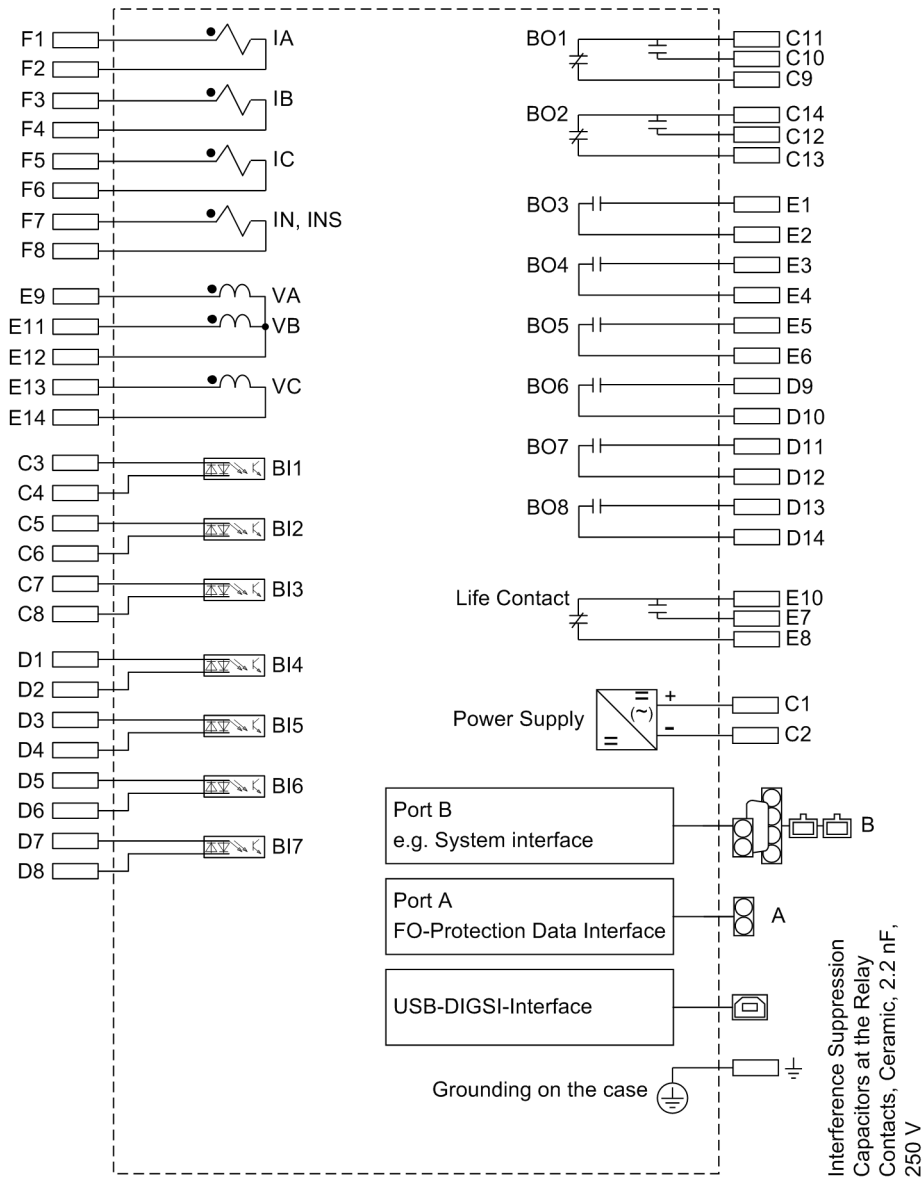 F1
IA
F2
F3
IB
F4
F5
IC
F6
F7
IN, INS
F8
E9
VA
E11
VB
E12
E13
VC
E14
C3
BI1
C4
C5
BI2
C6
C7
BI3
C8
D1
BI4
D2
D3
BI5
D4
D5
BI6
D6
D7
BI7
D8
BO1
C11
C10
C9
BO2
C14
C12
C13
BO3
E1
E2
BO4
E3
E4
BO5
E5
E6
BO6
D9
D10
BO7
D11
D12
BO8
D13
D14
Life Contact
E10
E7
E8
Power Supply
=
(~)
=
+
-
C1
C2
Port B
e.g. System interface
B
Port A
FO-Protection Data Interface
A
USB-DIGSI-Interface
Grounding on the case
Interference Suppression
Capacitors at the Relay
Contacts, Ceramic, 2.2 nF,
250 V